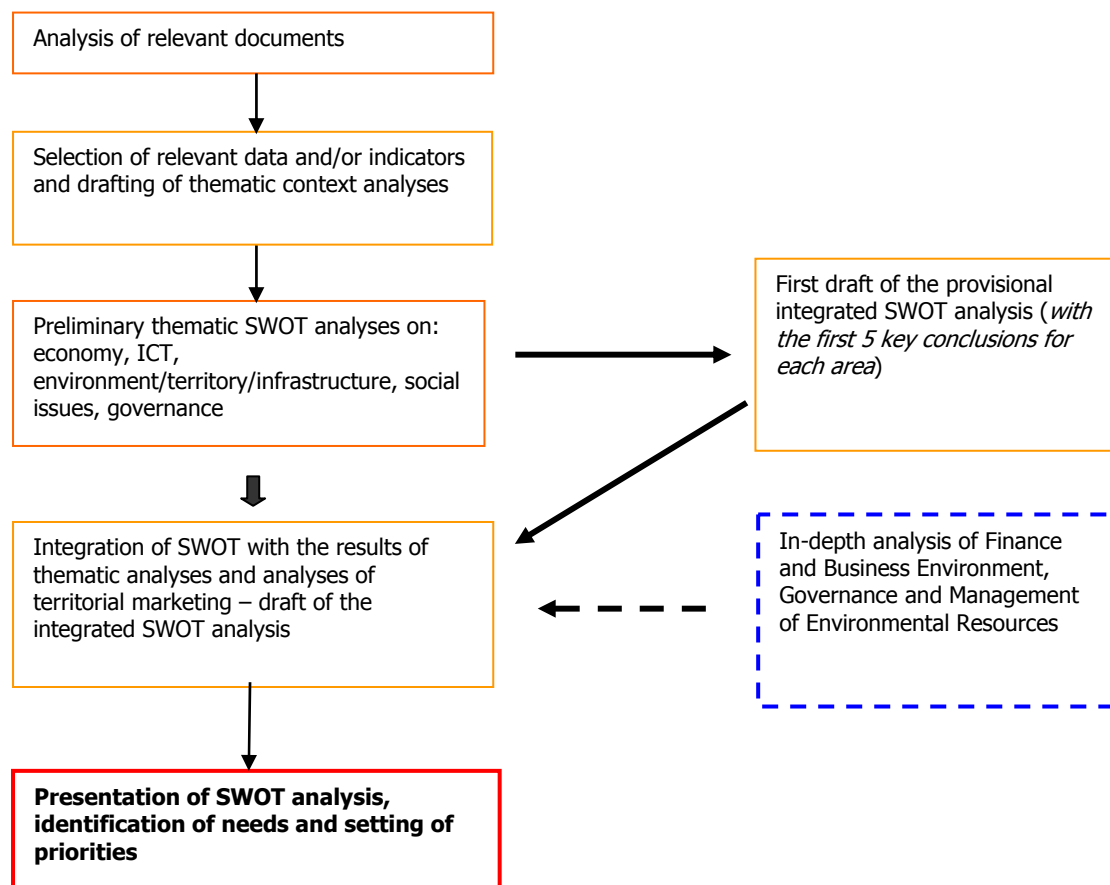 Analysis of relevant documents
Selection of relevant data and/or indicators
and drafting of thematic context analyses
Preliminary thematic SWOT analyses on:
economy, ICT,
environment/territory/infrastructure, social
issues, governance
First draft of the provisional
integrated SWOT analysis (with
the first 5 key conclusions for
each area)
Integration of SWOT with the results of
thematic analyses and analyses of
territorial marketing – draft of the
integrated SWOT analysis
In-depth analysis of Finance
and Business Environment,
Governance and Management
of Environmental Resources
Presentation of SWOT analysis,
identification of needs and setting of
priorities